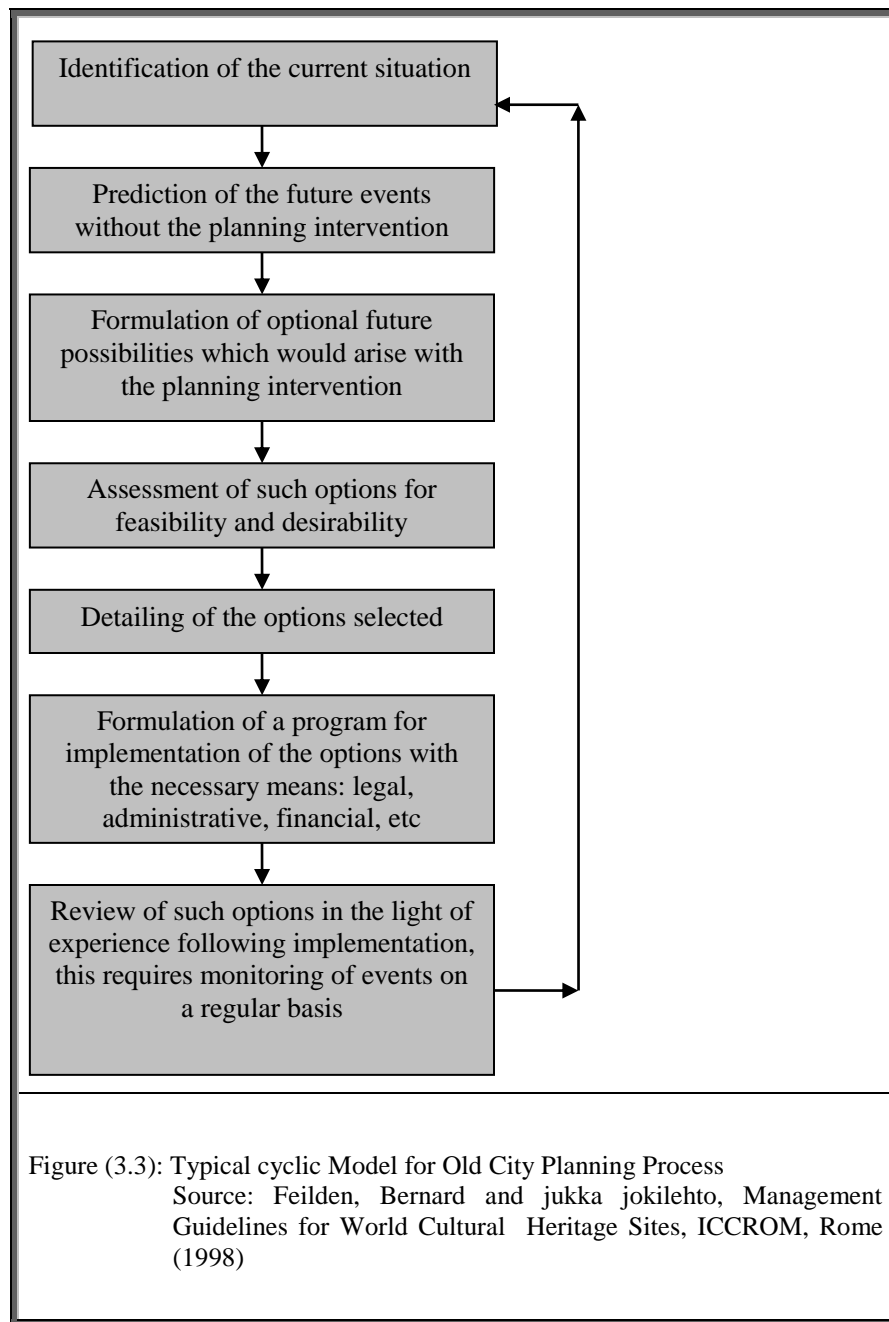 Identification of the current situation
Prediction of the future events
without the planning intervention
Formulation of optional future
possibilities which would arise with
the planning intervention
Assessment of such options for
feasibility and desirability
Detailing of the options selected
Formulation of a program for
implementation of the options with
the necessary means: legal,
administrative, financial, etc
Review of such options in the light of
experience following implementation,
this requires monitoring of events on
a regular basis
Figure (3.3): Typical cyclic Model for Old City Planning Process
Source: Feilden, Bernard and jukka jokilehto, Management
Guidelines for World Cultural Heritage Sites, ICCROM, Rome
(1998)